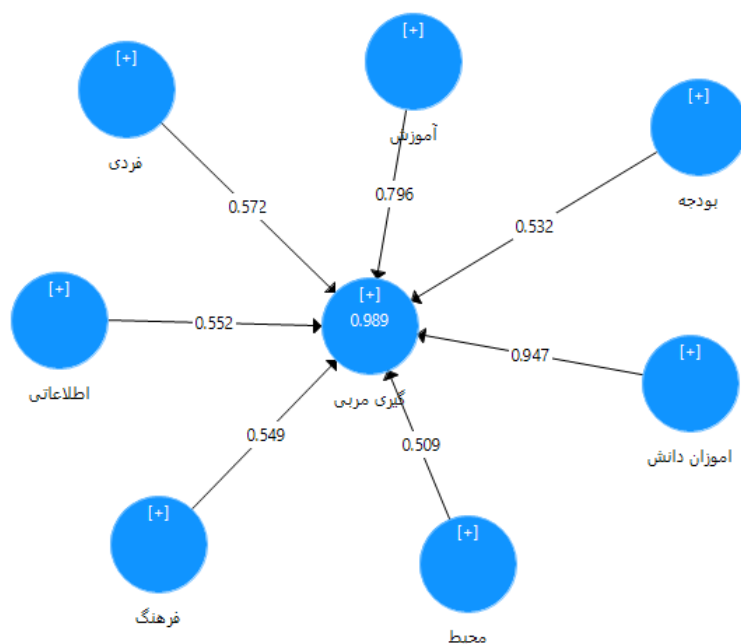 [+]
آموزش
[+]
فردی
[+]
بودجه
0.796
0.572
0.532
[+]
اطلاعاتی
0.552
[+]
0.989
گیری مربی
0.947
[+]
اموزان دانش
0.549
0.509
[+]
فرهنگ
[+]
محیط